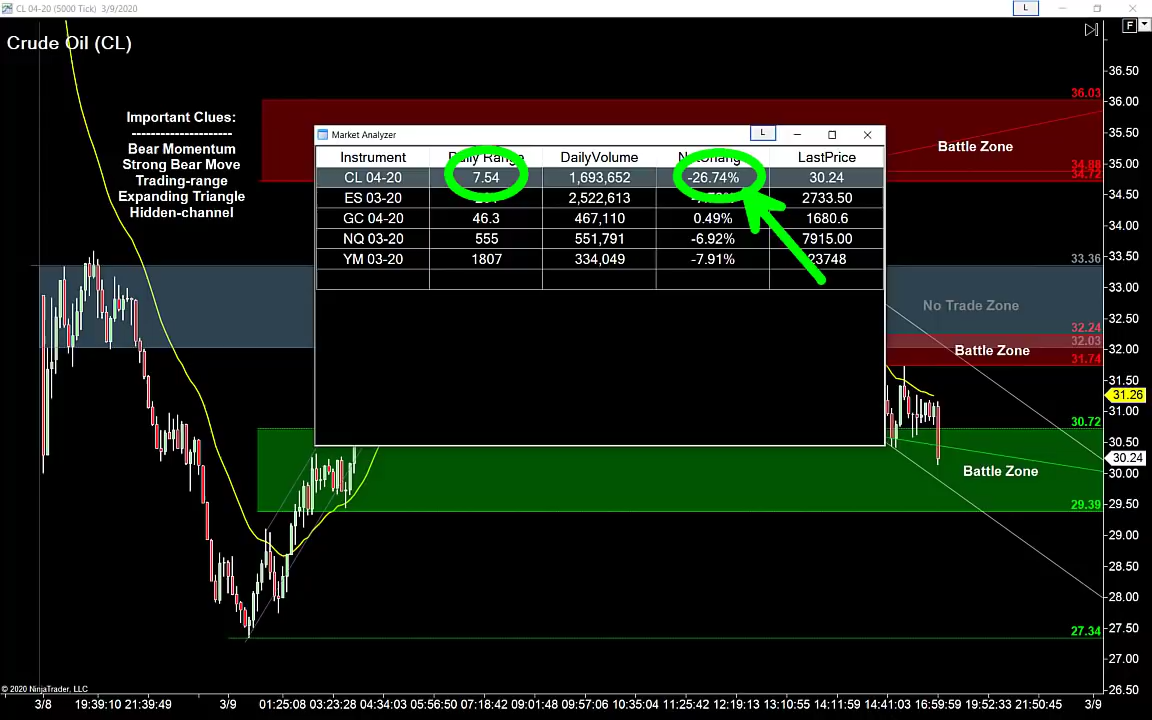 CL 04-20 (5000 Tick) 3/9/2020
L
F
Crude Oil (CL)
Important Clues:
---------------------
Bear Momentum
Strong Bear Move
Trading-range
Expanding Triangle
Hidden-channel
Market Analyzer
L
Instrument Daily Range DailyVolume LastPrice
CL 04-20 7.54 1,693,652 -26.74% 30.24
ES 03-20 2,522,613 2733.50
GC 04-20 46.3 467,110 0.49% 1680.6
NQ 03-20 555 551,791 -6.92% 7915.00
YM 03-20 1807 334,049 -7.91% 23748
Battle Zone
No Trade Zone
Battle Zone
Battle Zone
36.03
34.88
34.72
33.36
32.24
32.03
31.74
30.72
29.39
27.34
36.50
36.00
35.50
35.00
34.50
34.00
33.50
33.00
32.50
32.00
31.50
31.26
31.00
30.50
30.24
30.00
29.50
29.00
28.50
28.00
27.50
27.00
26.50
© 2020 NinjaTrader, LLC
3/8 19:39:10 21:39:49 3/9 01:25:08 03:23:28 04:34:03 05:56:50 07:18:42 09:01:48 09:57:06 10:35:04 11:25:42 12:19:13 13:10:55 14:11:59 14:41:03 16:59:59 19:52:33 21:50:45 3/9